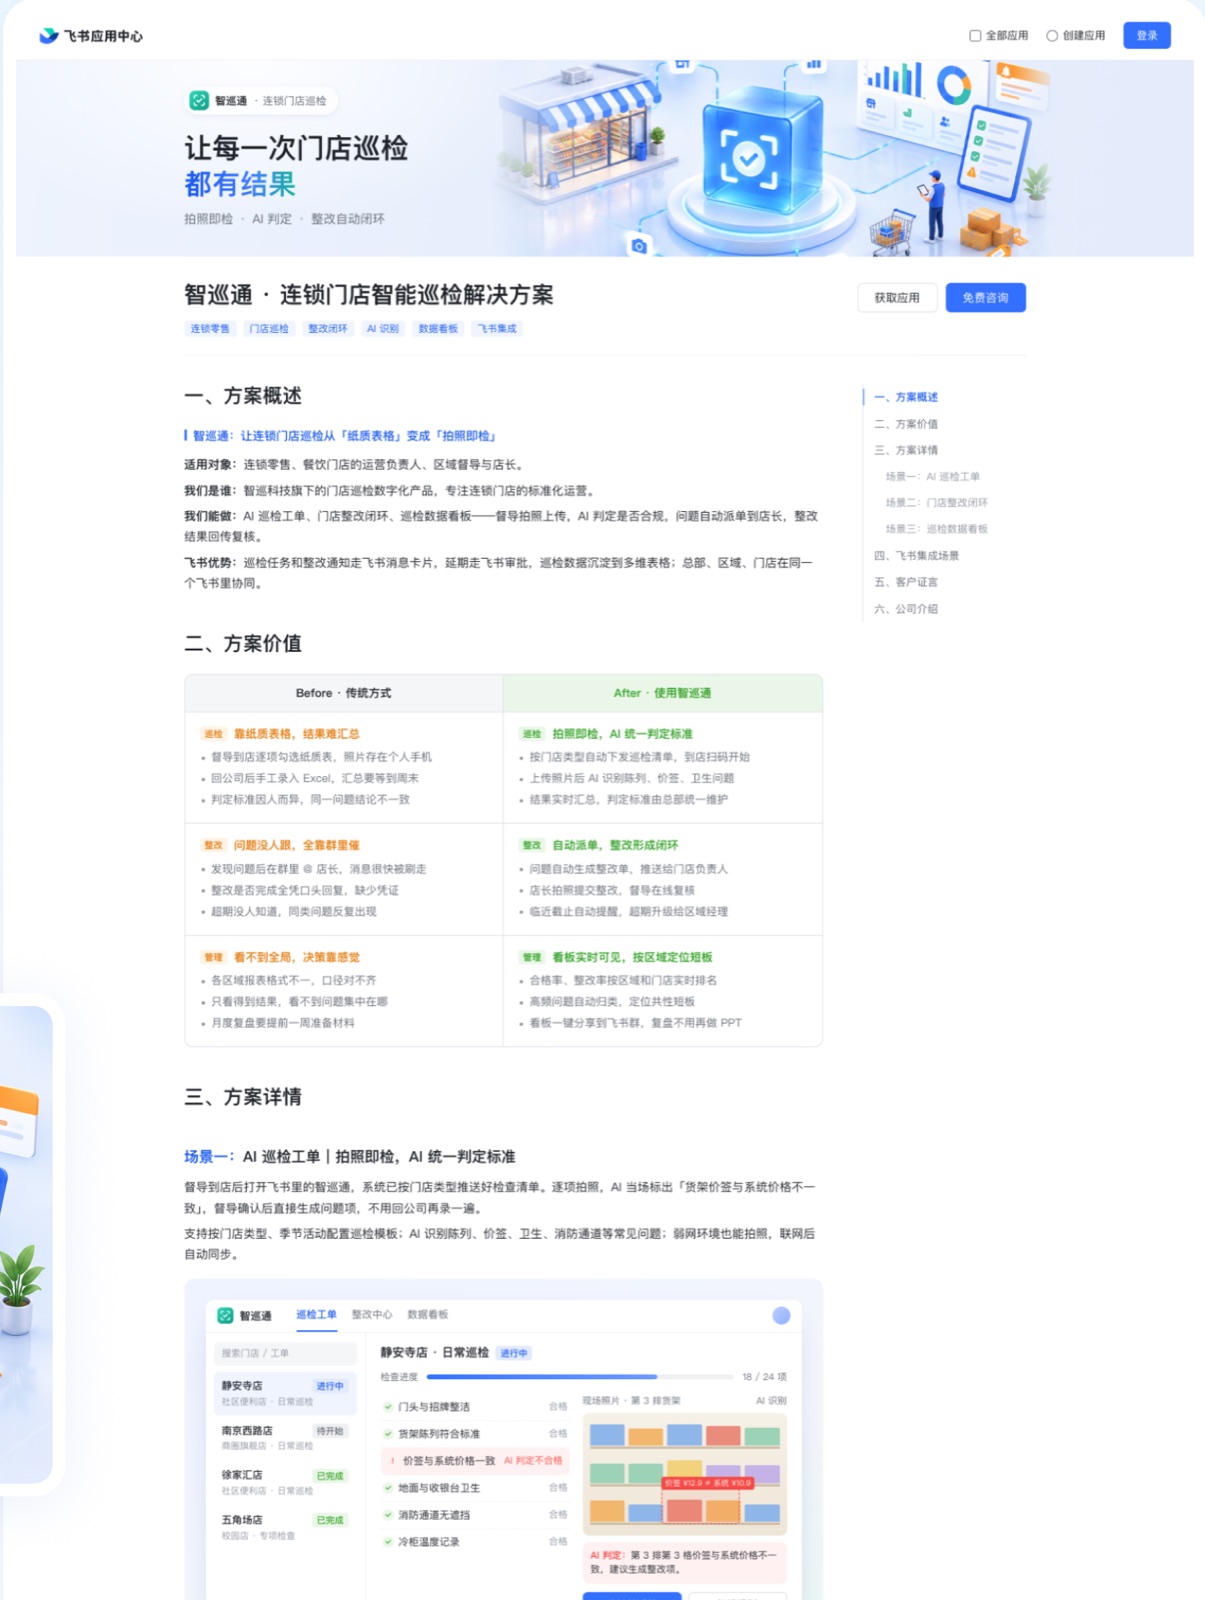 飞书应用中心
全部应用
创建应用
登录
智巡通 · 连锁门店巡检
让每一次门店巡检
都有结果
拍照即检 · AI 判定 · 整改自动闭环
智巡通 · 连锁门店智能巡检解决方案
获取应用
免费咨询
连锁零售
门店巡检
整改闭环
AI 识别
数据看板
飞书集成
一、方案概述
智巡通：让连锁门店巡检从「纸质表格」变成「拍照即检」
适用对象：连锁零售、餐饮门店的运营负责人、区域督导与店长。
我们是谁：智巡科技旗下的门店巡检数字化产品，专注连锁门店的标准化运营。
我们能做：AI 巡检工单、门店整改闭环、巡检数据看板——督导拍照上传，AI 判定是否合规，问题自动派单到店长，整改
结果回传复核。
飞书优势：巡检任务和整改通知走飞书消息卡片，延期走飞书审批，巡检数据沉淀到多维表格；总部、区域、门店在同一
个飞书里协同。
一、方案概述
二、方案价值
三、方案详情
场景一：AI 巡检工单
场景二：门店整改闭环
场景三：巡检数据看板
四、飞书集成场景
五、客户证言
六、公司介绍
二、方案价值
Before · 传统方式
After · 使用智巡通
巡检 靠纸质表格，结果难汇总
督导到店逐项勾选纸质表，照片存在个人手机
回公司后手工录入 Excel，汇总要等到周末
判定标准因人而异，同一问题结论不一致
巡检 拍照即检，AI 统一判定标准
按门店类型自动下发巡检清单，到店扫码开始
上传照片后 AI 识别陈列、价签、卫生问题
结果实时汇总，判定标准由总部统一维护
整改 问题没人跟，全靠群里催
发现问题后在群里 @ 店长，消息很快被刷走
整改是否完成全凭口头回复，缺少凭证
超期没人知道，同类问题反复出现
整改 自动派单，整改形成闭环
问题自动生成整改单，推送给门店负责人
店长拍照提交整改，督导在线复核
临近截止自动提醒，超期升级给区域经理
管理 看不到全局，决策靠感觉
各区域报表格式不一，口径对不齐
只看得到结果，看不到问题集中在哪
月度复盘要提前一周准备材料
管理 看板实时可见，按区域定位短板
合格率、整改率按区域和门店实时排名
高频问题自动归类，定位共性短板
看板一键分享到飞书群，复盘不用再做 PPT
三、方案详情
场景一：AI 巡检工单｜拍照即检，AI 统一判定标准
督导到店后打开飞书里的智巡通，系统已按门店类型推送好检查清单。逐项拍照，AI 当场标出「货架价签与系统价格不一
致」，督导确认后直接生成问题项，不用回公司再录一遍。
支持按门店类型、季节活动配置巡检模板；AI 识别陈列、价签、卫生、消防通道等常见问题；弱网环境也能拍照，联网后
自动同步。
智巡通
巡检工单
整改中心
数据看板
搜索门店 / 工单
静安寺店 进行中
社区便利店 · 日常巡检
南京西路店 待开始
商圈旗舰店 · 日常巡检
徐家汇店 已完成
社区便利店 · 日常巡检
五角场店 已完成
校园店 · 专项检查
静安寺店 · 日常巡检 进行中
检查进度 18 / 24 项
门头与招牌整洁 合格
货架陈列符合标准 合格
! 价签与系统价格一致 AI 判定不合格
地面与收银台卫生 合格
消防通道无遮挡 合格
冷柜温度记录 合格
现场照片 · 第 3 排货架 AI 识别
价签 ¥12.9 ≠ 系统 ¥10.9
AI 判定：第 3 排第 3 格价签与系统价格不一
致，建议生成整改项。